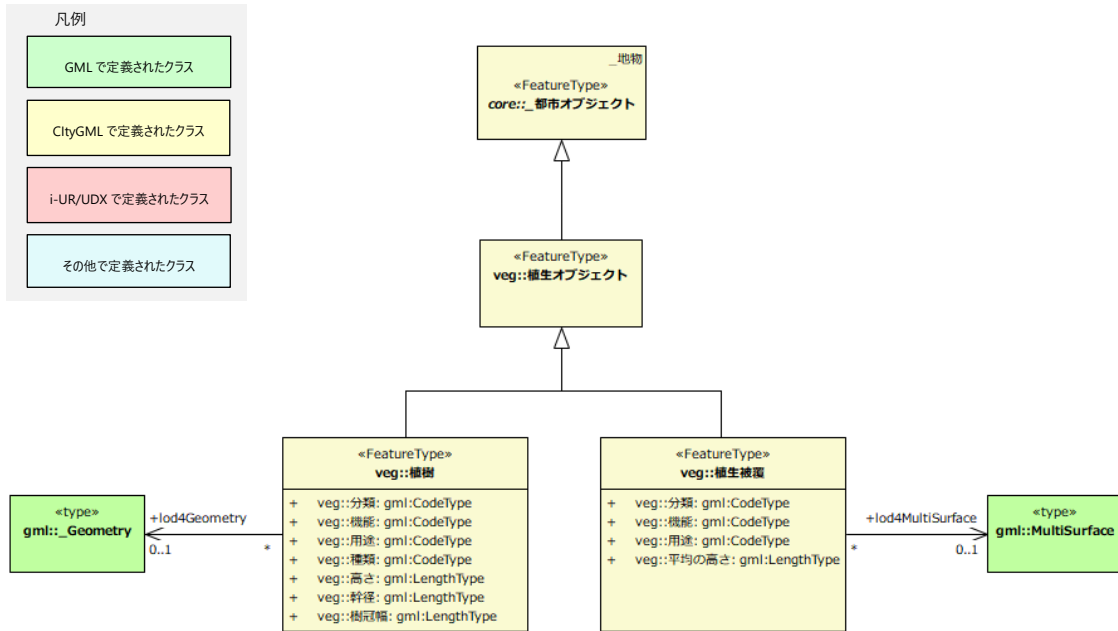 凡例
GML で定義されたクラス
CItyGML で定義されたクラス
i-UR/UDX で定義されたクラス
その他で定義されたクラス
_地物
«FeatureType»
core::_都市オブジェクト
«FeatureType»
veg::植生オブジェクト
«FeatureType»
veg::植樹
+ veg::分類: gml:CodeType
+ veg::機能: gml:CodeType
+ veg::用途: gml:CodeType
+ veg::種類: gml:CodeType
+ veg::高さ: gml:LengthType
+ veg::幹径: gml:LengthType
+ veg::樹冠幅: gml:LengthType
«FeatureType»
veg::植生被覆
+ veg::分類: gml:CodeType
+ veg::機能: gml:CodeType
+ veg::用途: gml:CodeType
+ veg::平均の高さ: gml:LengthType
«type»
gml::_Geometry
+lod4Geometry
0..1 *
+lod4MultiSurface
* 0..1
«type»
gml::MultiSurface